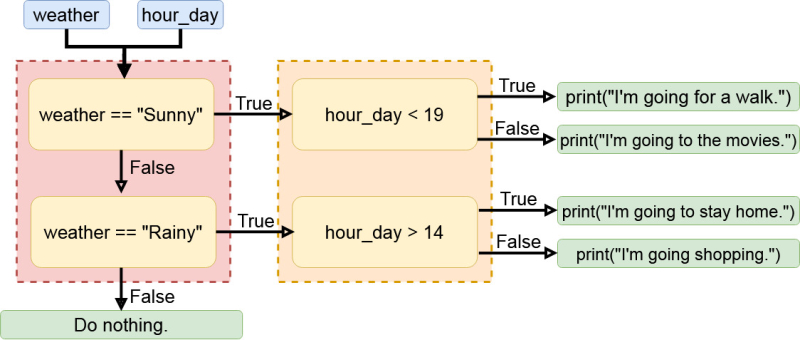 weather
hour_day
weather == "Sunny"
True
hour_day < 19
True
print("I'm going for a walk.")
False
print("I'm going to the movies.")
False
weather == "Rainy"
True
hour_day > 14
True
print("I'm going to stay home.")
False
print("I'm going shopping.")
False
Do nothing.